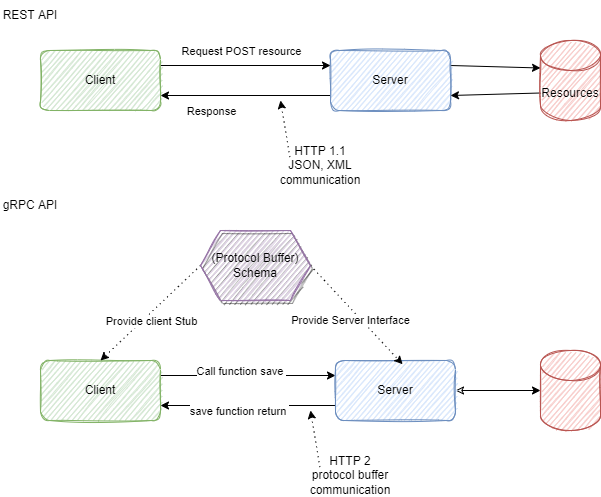 REST API
Request POST resource
Client
Server
Resources
Response
HTTP 1.1
JSON, XML
communication
gRPC API
(Protocol Buffer)
Schema
Provide client Stub
Provide Server Interface
Call function save
Client
Server
save function return
HTTP 2
protocol buffer
communication